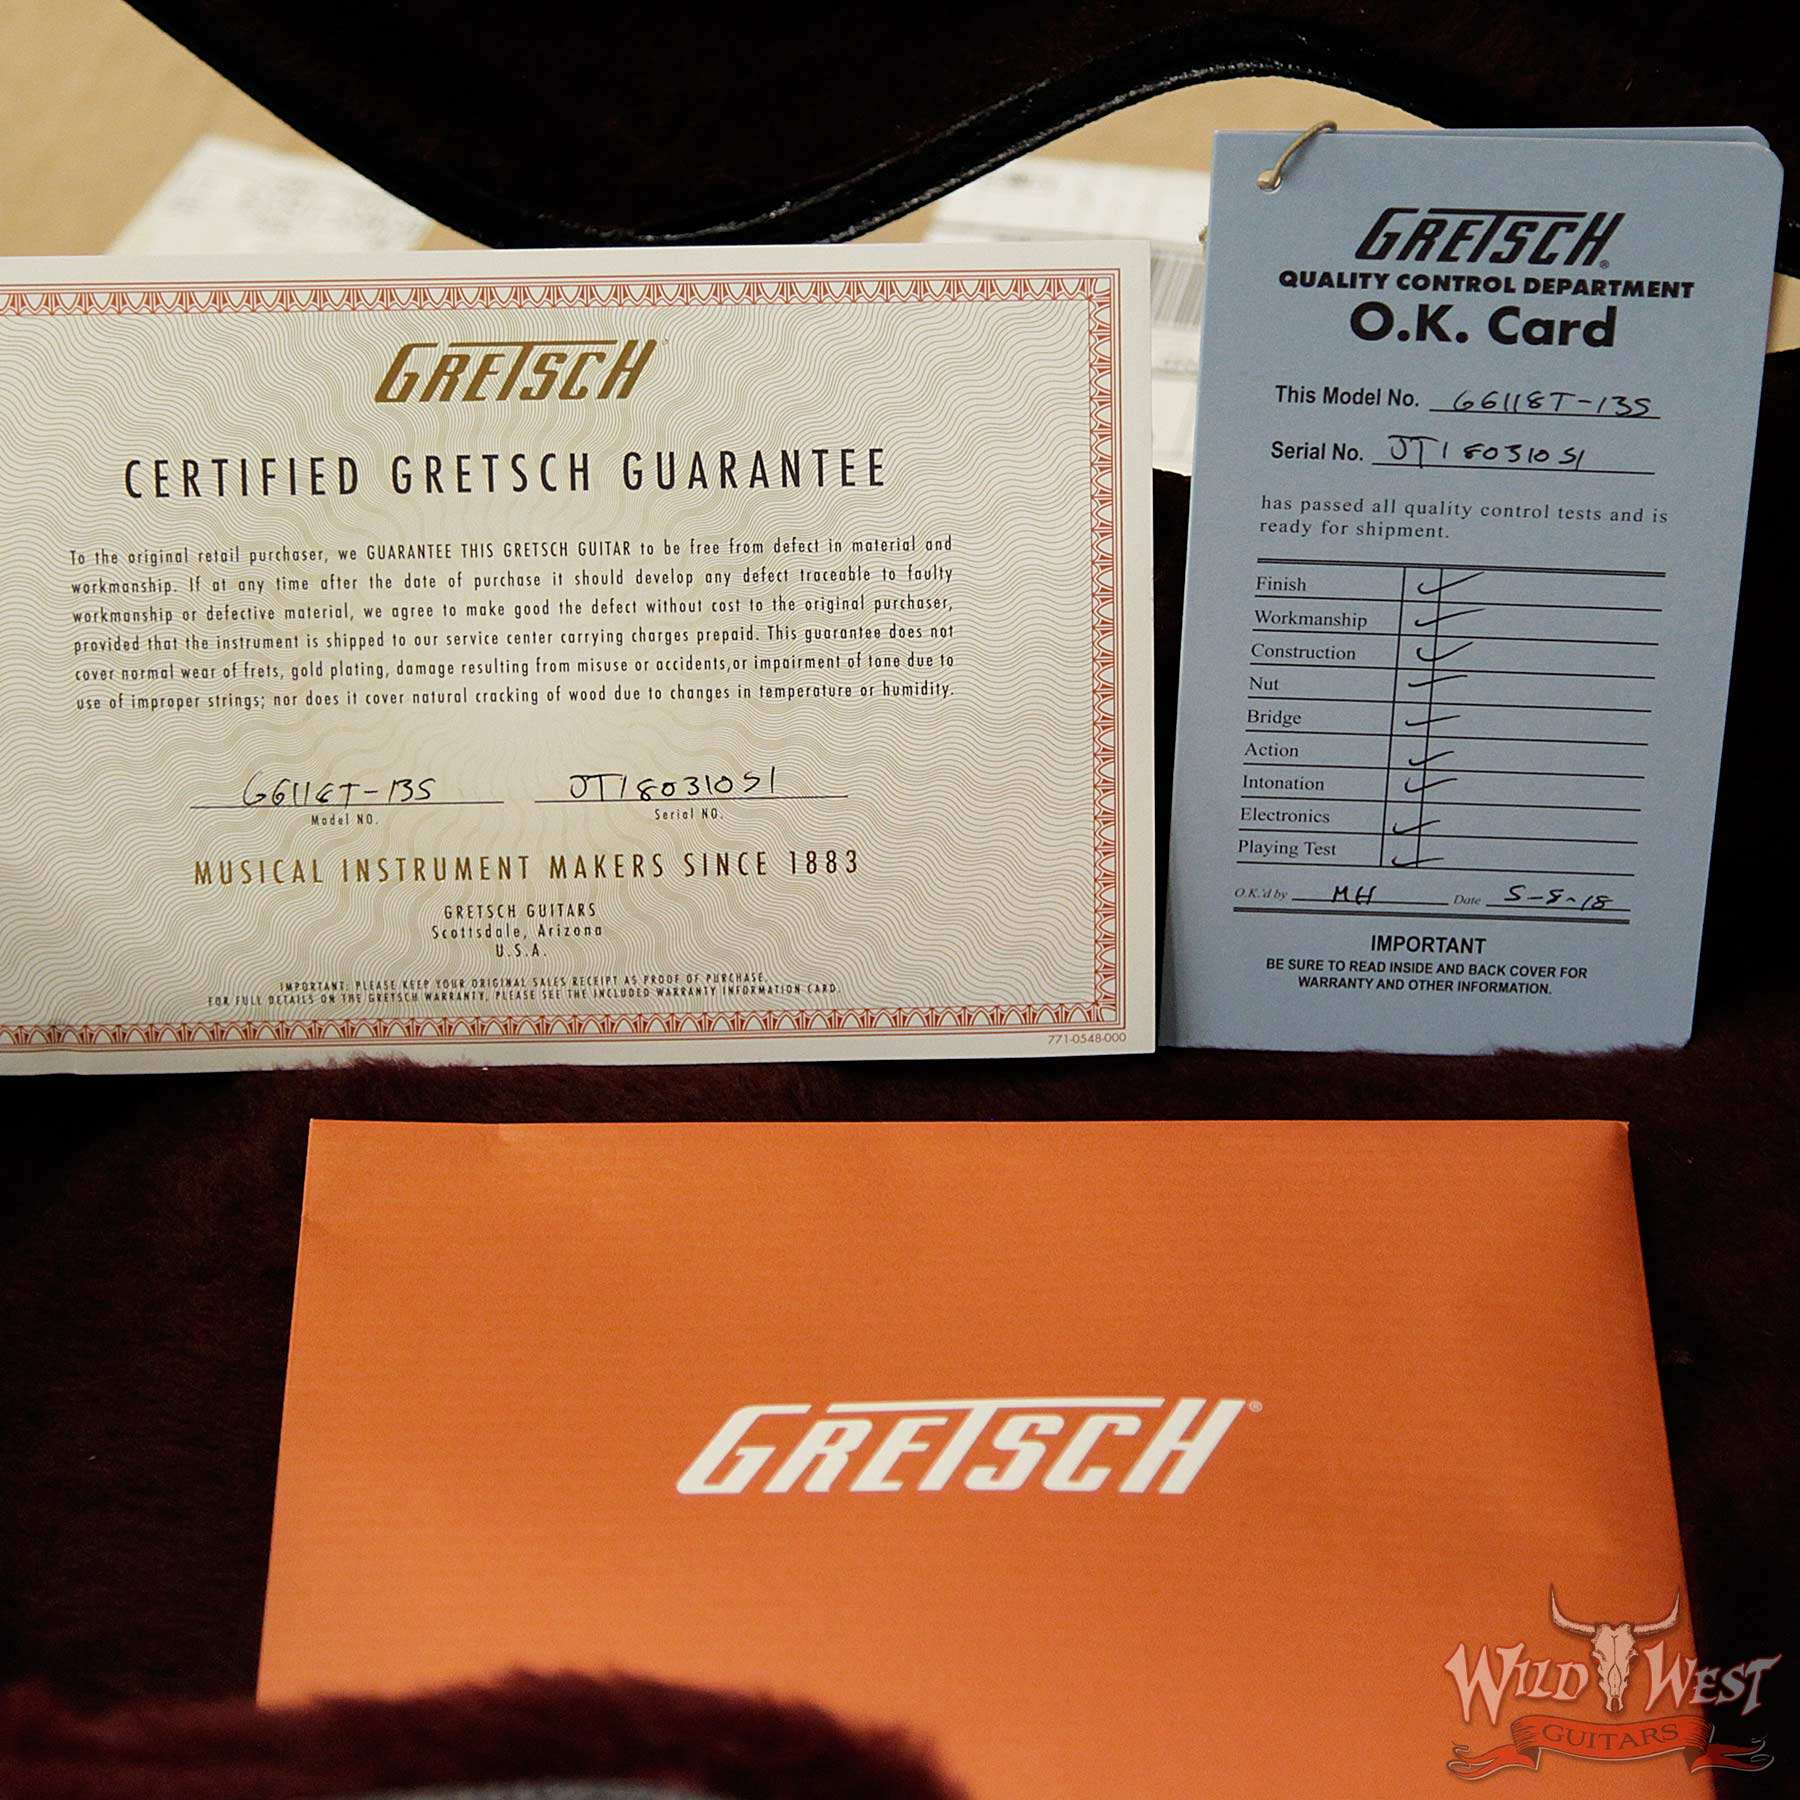 GRETSCH
CERTIFIED GRETSCH GUARANTEE
To the original retail purchaser, we GUARANTEE THIS GRETSCH GUITAR to be free from defect in material and
workmanship. If at any time after the date of purchase it should develop any defect traceable to faulty
workmanship or defective material, we agree to make good the defect without cost to the original purchaser,
provided that the instrument is shipped to our service center carrying charges prepaid. This guarantee does not
cover normal wear of frets, gold plating, damage resulting from misuse or accidents,or impairment of tone due to
use of improper strings; nor does it cover natural cracking of wood due to changes in temperature or humidity.
G6118T-135 JT18031051
Model NO. Serial NO.
MUSICAL INSTRUMENT MAKERS SINCE 1883
GRETSCH GUITARS
Scottsdale, Arizona
U.S.A.
IMPORTANT: PLEASE KEEP YOUR ORIGINAL SALES RECEIPT AS PROOF OF PURCHASE.
FOR FULL DETAILS ON THE GRETSCH WARRANTY, PLEASE SEE THE INCLUDED WARRANTY INFORMATION CARD.
771-0548-000
GRETSCH®
QUALITY CONTROL DEPARTMENT
O.K. Card
This Model No. G6118T-135
Serial No. JT18031051
has passed all quality control tests and is
ready for shipment.
Finish ✓
Workmanship ✓
Construction ✓
Nut ✓
Bridge ✓
Action ✓
Intonation ✓
Electronics ✓
Playing Test ✓
O.K.'d by MH Date 5-8-18
IMPORTANT
BE SURE TO READ INSIDE AND BACK COVER FOR
WARRANTY AND OTHER INFORMATION.
GRETSCH®
WILD WEST
GUITARS